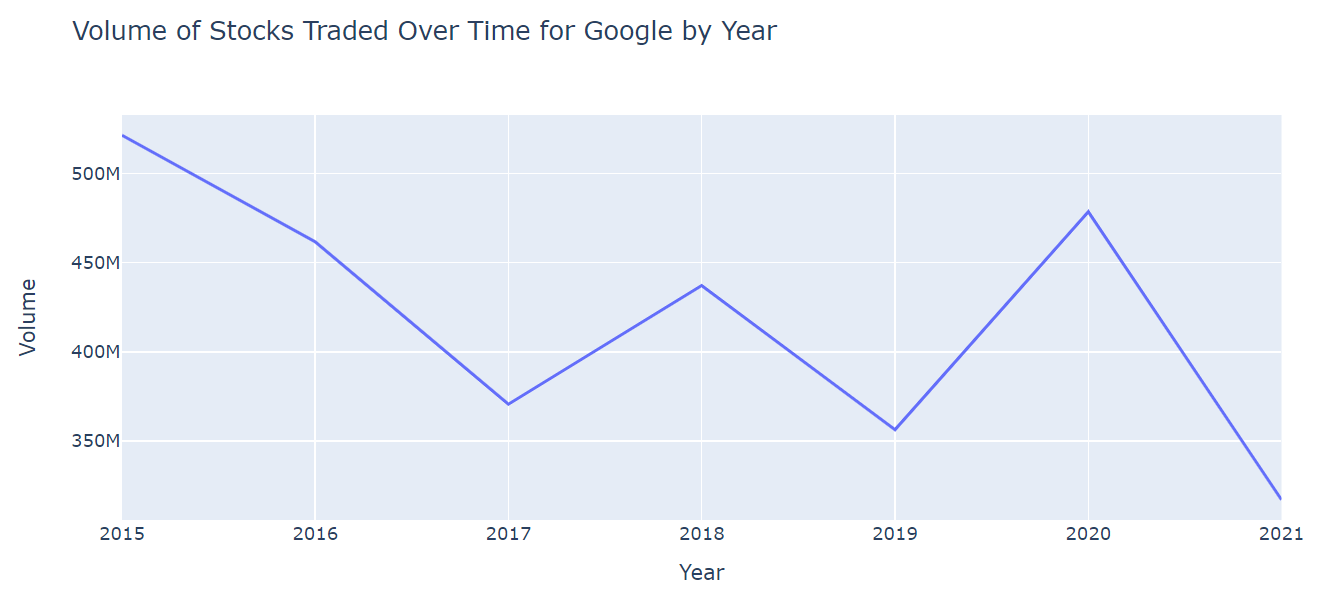 Volume of Stocks Traded Over Time for Google by Year
500M
450M
400M
350M
Volume
2015 2016 2017 2018 2019 2020 2021
Year